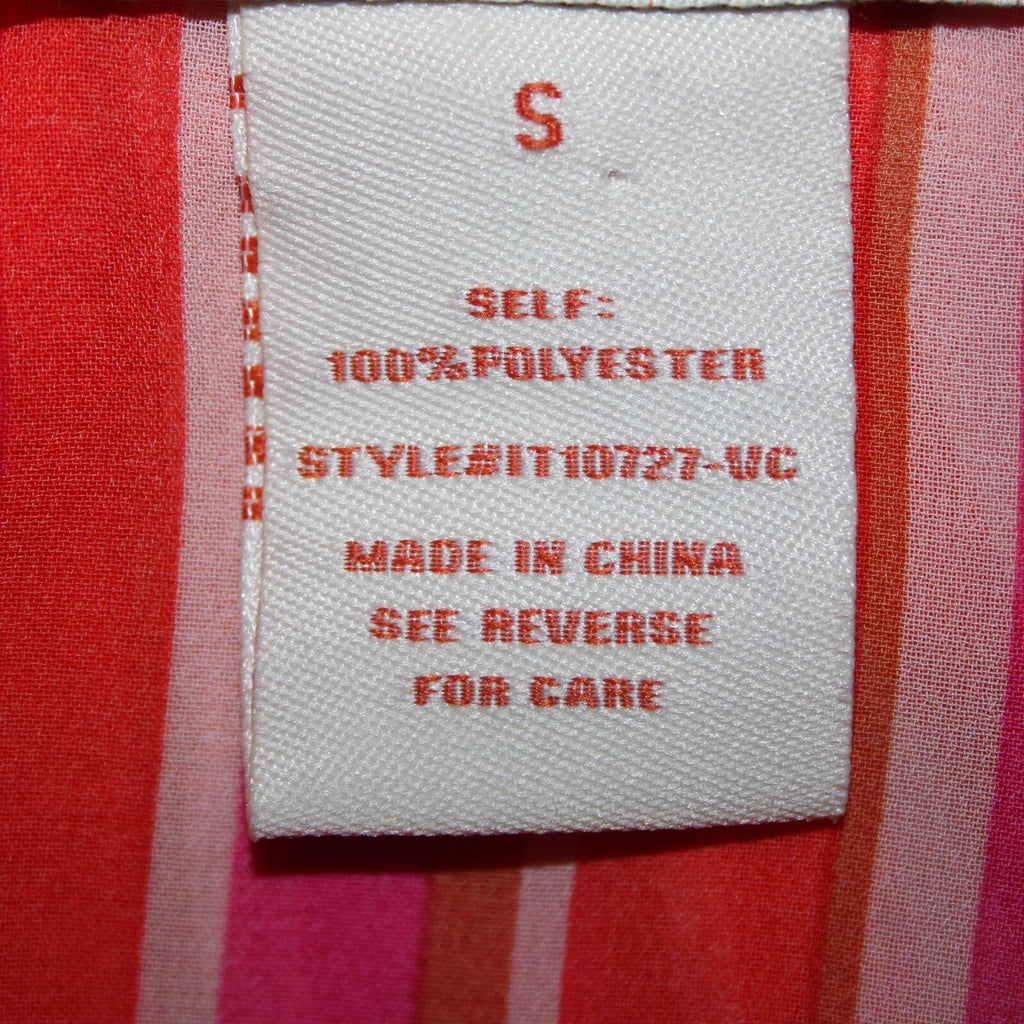 S
SELF:
100%POLYESTER
STYLE#IT10727-VC
MADE IN CHINA
SEE REVERSE
FOR CARE